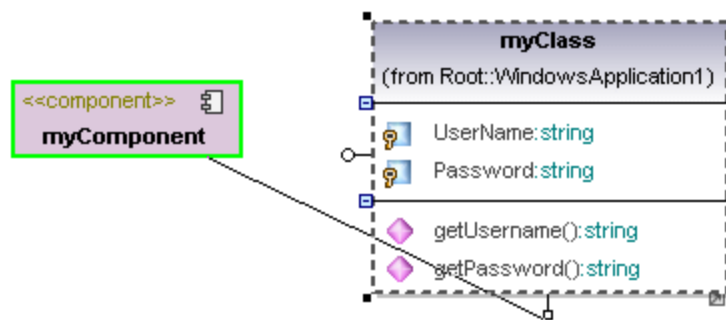 <<component>>
myComponent
myClass
(from Root::WindowsApplication1)
UserName:string
Password:string
getUsername():string
getPassword():string